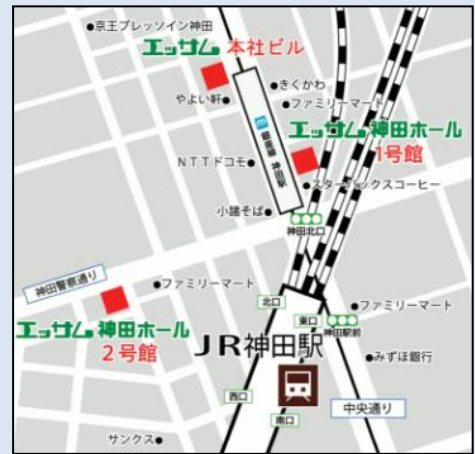 京王プレッソイン神田
エッサム 本社ビル
きくかわ
やよい軒
ファミリーマート
エッサム 神田ホール
1号館
NTTドコモ
スターバックスコーヒー
小諸そば
神田北口
神田警察通り
ファミリーマート
エッサム 神田ホール
2号館
北口
東口
ファミリーマート
神田駅前
JR神田駅
みずほ銀行
西口
中央通り
南口
サンクス